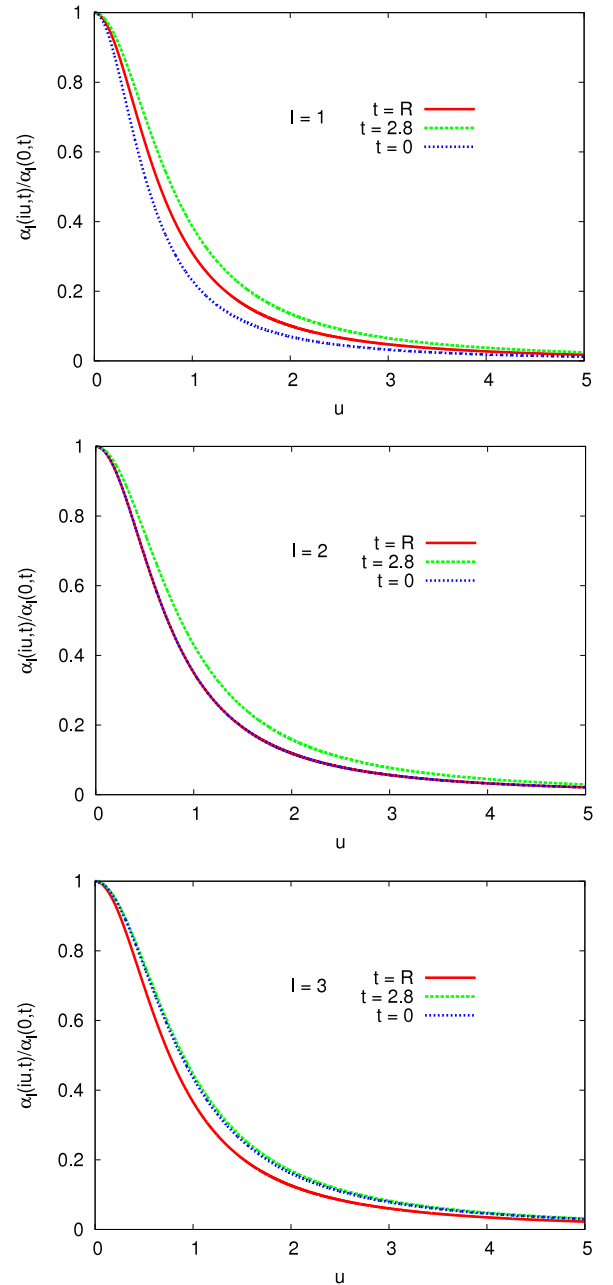 1
0.8
0.6
0.4
0.2
0
αl(iu,t)/αl(0,t)
l = 1
t = R
t = 2.8
t = 0
0 1 2 3 4 5
u
1
0.8
0.6
0.4
0.2
0
αl(iu,t)/αl(0,t)
l = 2
t = R
t = 2.8
t = 0
0 1 2 3 4 5
u
1
0.8
0.6
0.4
0.2
0
αl(iu,t)/αl(0,t)
l = 3
t = R
t = 2.8
t = 0
0 1 2 3 4 5
u